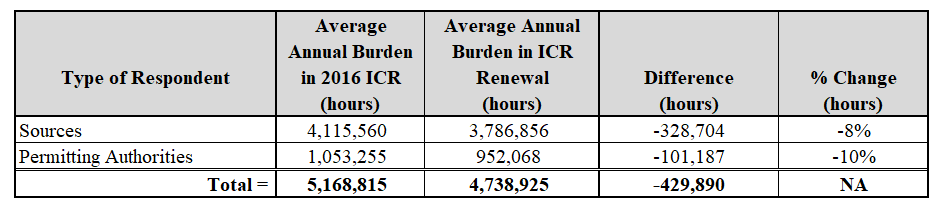 Type of Respondent
Average
Annual Burden
in 2016 ICR
(hours)
Average Annual
Burden in ICR
Renewal
(hours)
Difference
(hours)
% Change
(hours)
Sources 4,115,560 3,786,856 -328,704 -8%
Permitting Authorities 1,053,255 952,068 -101,187 -10%
Total = 5,168,815 4,738,925 -429,890 NA